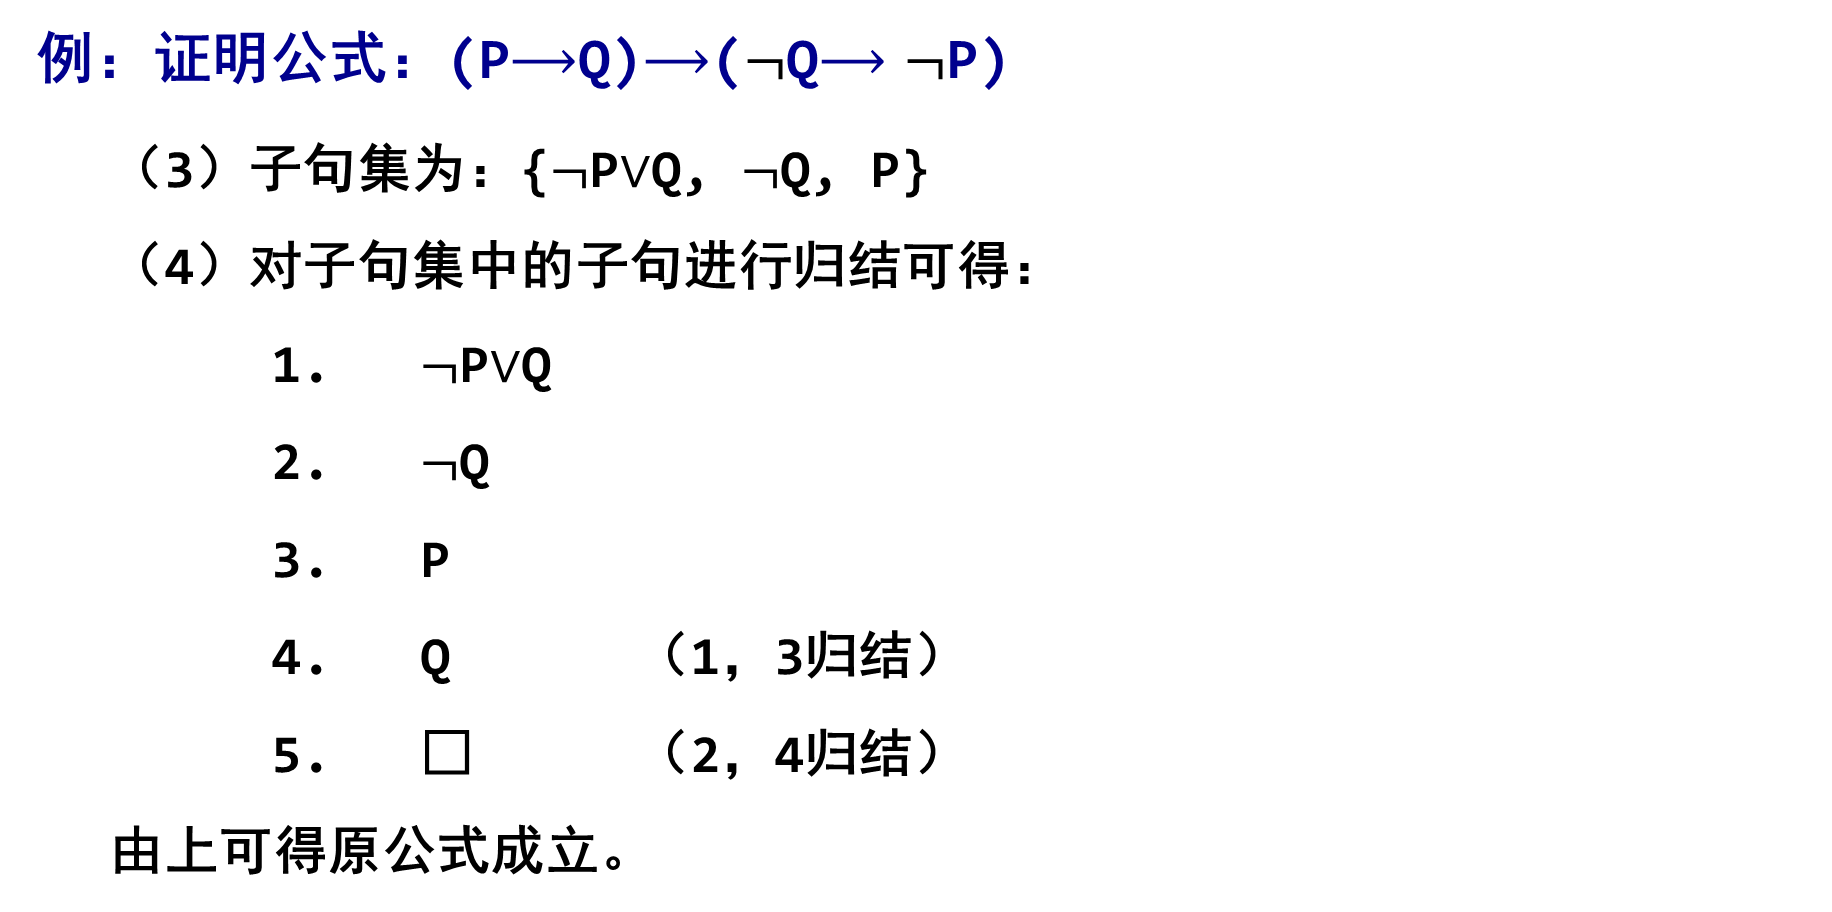 例：证明公式：(P⟶Q)⟶(¬Q⟶ ¬P)
（3）子句集为：{¬P∨Q, ¬Q, P}
（4）对子句集中的子句进行归结可得：
1. ¬P∨Q
2. ¬Q
3. P
4. Q （1, 3归结）
5. □ （2, 4归结）
由上可得原公式成立。